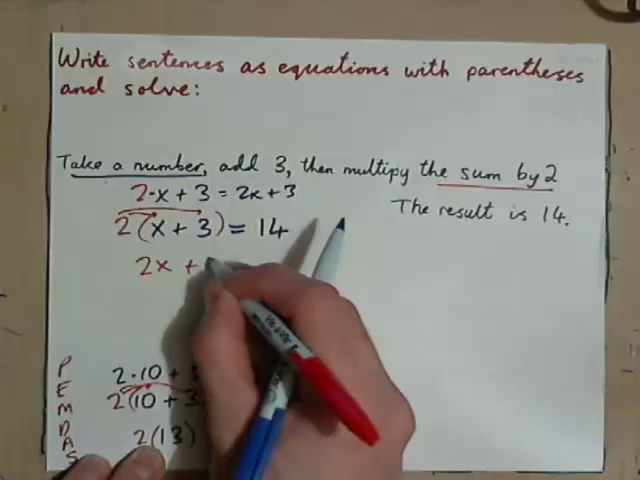 Write sentences as equations with parentheses
and solve:
Take a number, add 3, then multipy the sum by 2
The result is 14.
2·x + 3 = 2x + 3
2(x + 3) = 14
2x +
2·10 +
2(10 + 3
2(13)
P
E
M
D
A
S